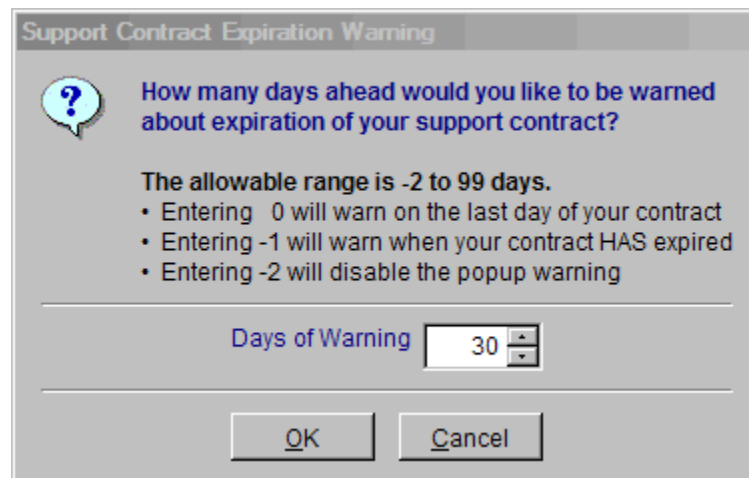 Support Contract Expiration Warning
How many days ahead would you like to be warned
about expiration of your support contract?
The allowable range is -2 to 99 days.
• Entering 0 will warn on the last day of your contract
• Entering -1 will warn when your contract HAS expired
• Entering -2 will disable the popup warning
Days of Warning 30
OK Cancel